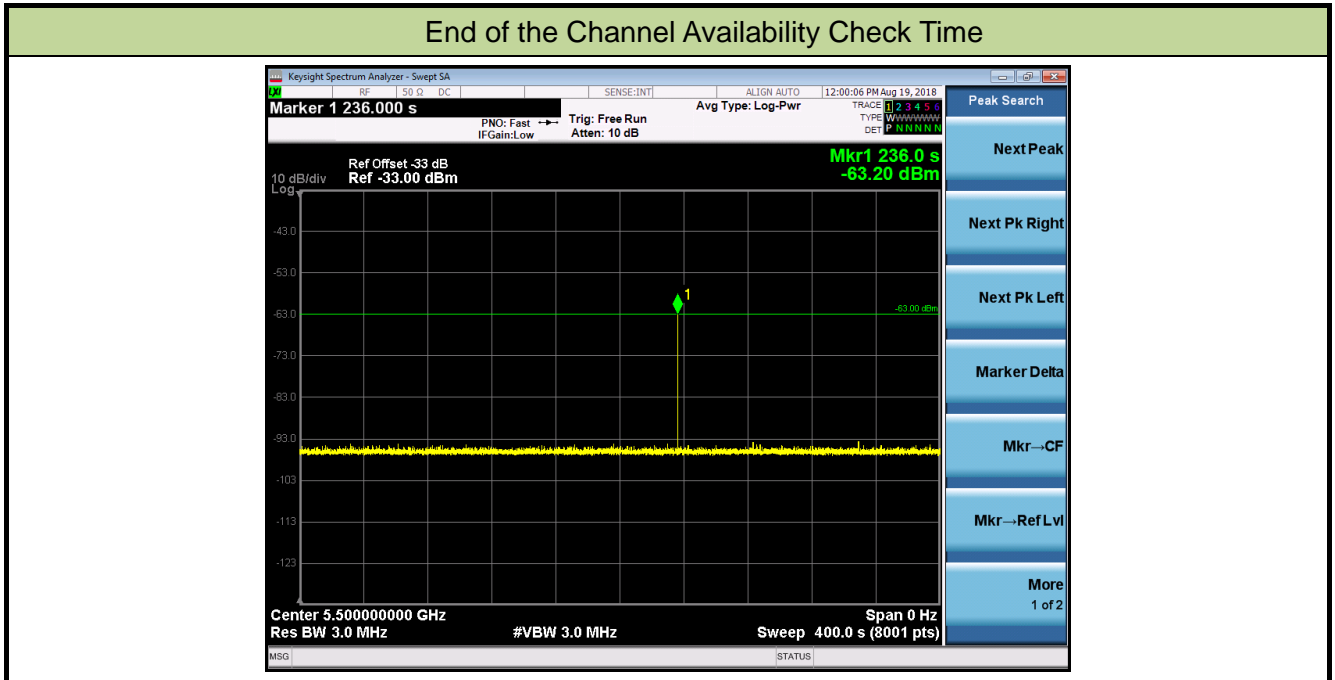 End of the Channel Availability Check Time
Keysight Spectrum Analyzer - Swept SA
LXI RF 50 Ω DC SENSE:INT ALIGN AUTO 12:00:06 PM Aug 19, 2018
Marker 1 236.000 s
PNO: Fast
IFGain:Low
Trig: Free Run
Atten: 10 dB
Avg Type: Log-Pwr
TRACE 1 2 3 4 5 6
TYPE WWWWWW
DET P N N N N N
Peak Search
Mkr1 236.0 s
-63.20 dBm
Ref Offset -33 dB
10 dB/div Ref -33.00 dBm
Log
Next Peak
-43.0
Next Pk Right
-53.0
1
Next Pk Left
-63.00 dBm
-63.0
-73.0
Marker Delta
-83.0
-93.0
Mkr→CF
-103
-113
Mkr→Ref Lvl
-123
More
1 of 2
Center 5.500000000 GHz Span 0 Hz
Res BW 3.0 MHz #VBW 3.0 MHz Sweep 400.0 s (8001 pts)
MSG STATUS